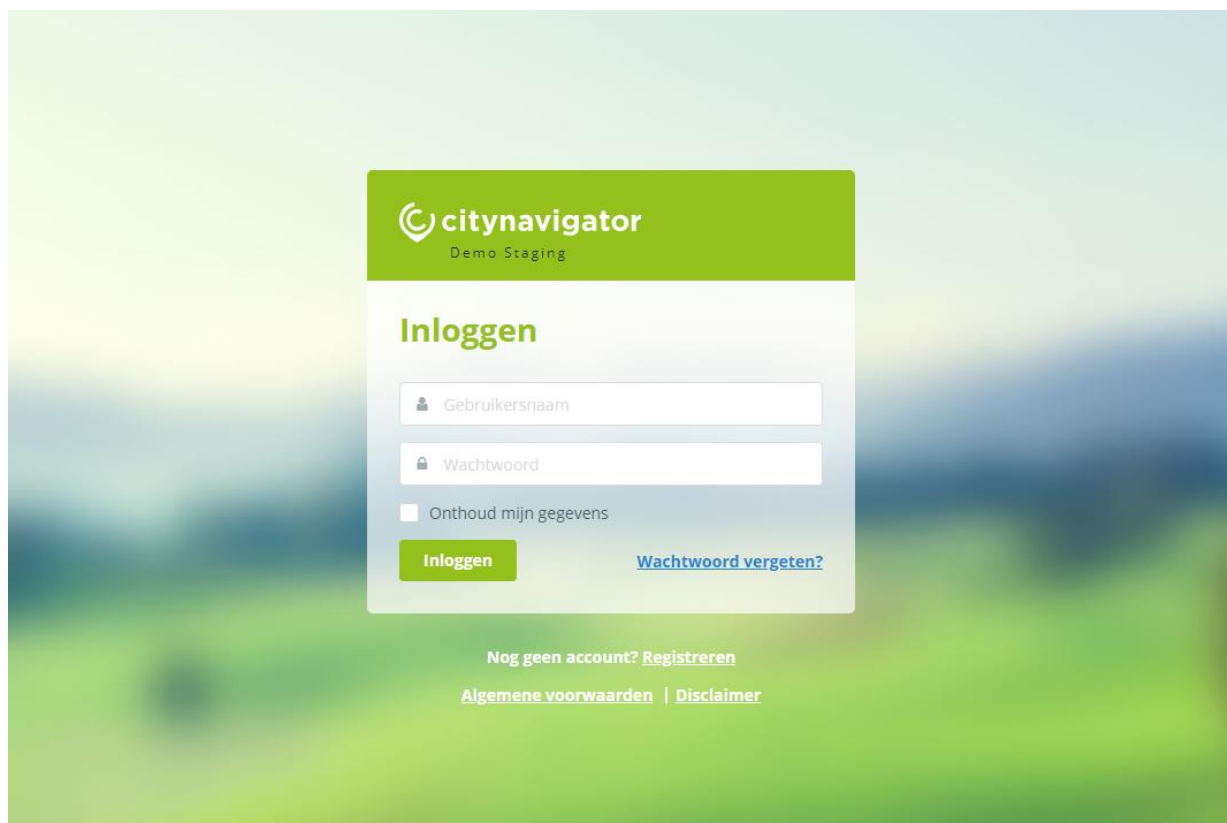 citynavigator
Demo Staging
Inloggen
Gebruikersnaam
Wachtwoord
Onthoud mijn gegevens
Inloggen Wachtwoord vergeten?
Nog geen account? Registreren
Algemene voorwaarden | Disclaimer